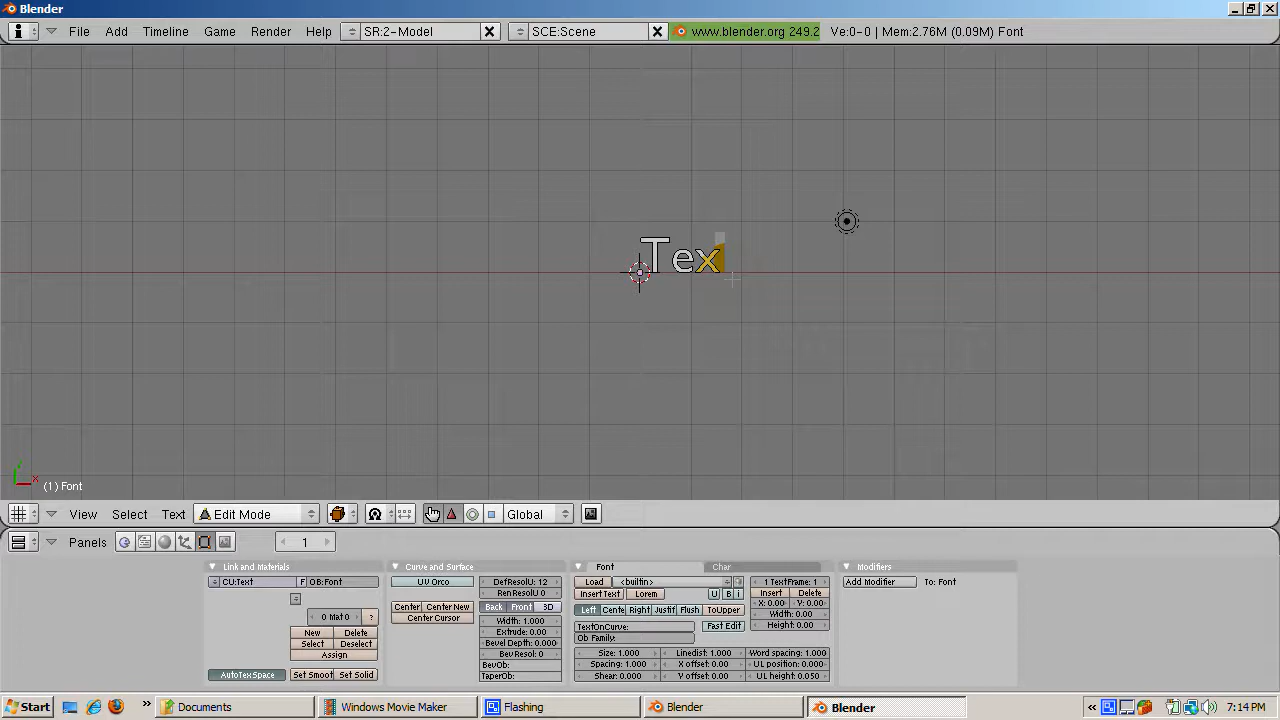 Blender
File Add Timeline Game Render Help SR:2-Model SCE:Scene www.blender.org 249.2 Ve:0-0 | Mem:2.76M (0.09M) Font
Tex
(1) Font
View Select Text Edit Mode Global
Panels 1
Link and Materials Curve and Surface Font Char Modifiers
CU:Text F OB:Font UV Orco DefResolU: 12 Load <builtin> 1 TextFrame: 1 Add Modifier To: Font
RenResolU 0 Insert Text Lorem U B i Insert Delete
Center Center New Back Front 3D Left Cente Right Justif Flush ToUpper X: 0.00 Y: 0.00
0 Mat 0 ? Center Cursor Width: 1.000 TextOnCurve: Fast Edit Width: 0.00
New Delete Extrude: 0.00 Ob Family: Height: 0.00
Select Deselect Bevel Depth: 0.000 Size: 1.000 Linedist: 1.000 Word spacing: 1.000
Assign BevResol: 0 Spacing: 1.000 X offset: 0.00 UL position: 0.000
BevOb: Shear: 0.000 Y offset: 0.00 UL height: 0.050
AutoTexSpace Set Smoot Set Solid TaperOb:
Start » Documents Windows Movie Maker Flashing Blender Blender « 7:14 PM